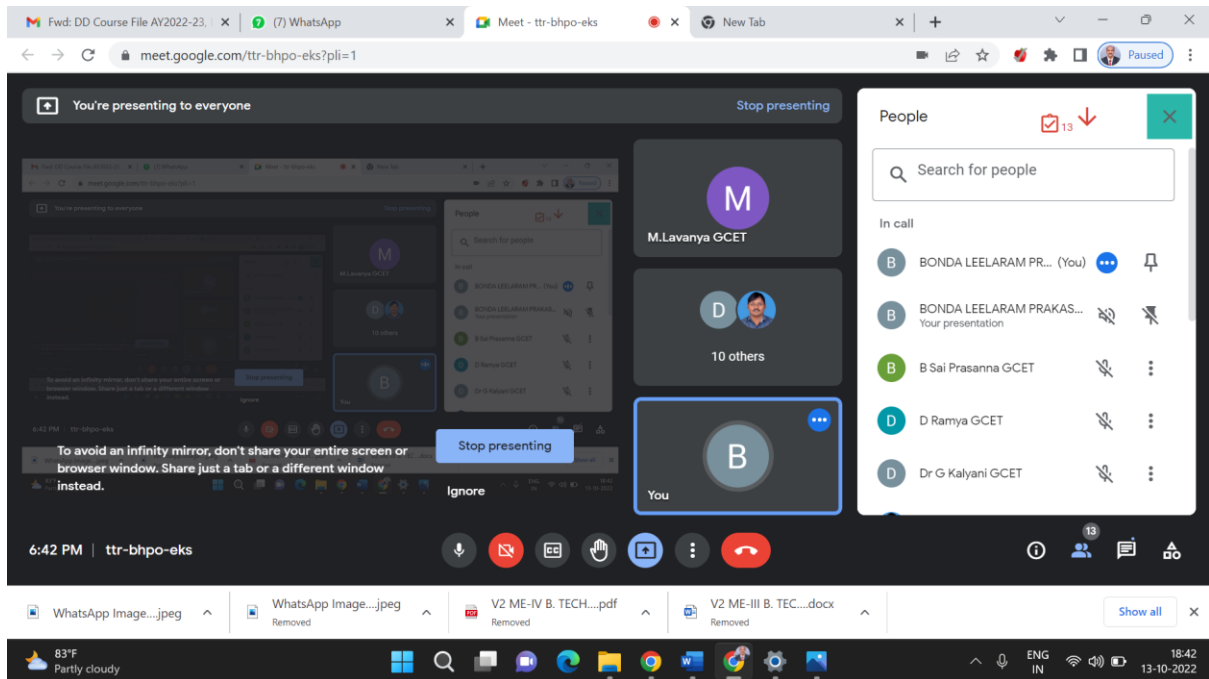 Fwd: DD Course File AY2022-23,
(7) WhatsApp
Meet - ttr-bhpo-eks
New Tab
meet.google.com/ttr-bhpo-eks?pli=1
Paused
You're presenting to everyone
Stop presenting
People
13
Search for people
In call
BONDA LEELARAM PR... (You)
BONDA LEELARAM PRAKAS...
Your presentation
B
B Sai Prasanna GCET
D
D Ramya GCET
Dr G Kalyani GCET
M
M.Lavanya GCET
D
10 others
B
You
To avoid an infinity mirror, don't share your entire screen or
browser window. Share just a tab or a different window
instead.
Stop presenting
Ignore
6:42 PM | ttr-bhpo-eks
CC
13
WhatsApp Image....jpeg
WhatsApp Image....jpeg
Removed
V2 ME-IV B. TECH....pdf
Removed
V2 ME-III B. TEC....docx
Removed
Show all
83°F
Partly cloudy
ENG
IN
18:42
13-10-2022